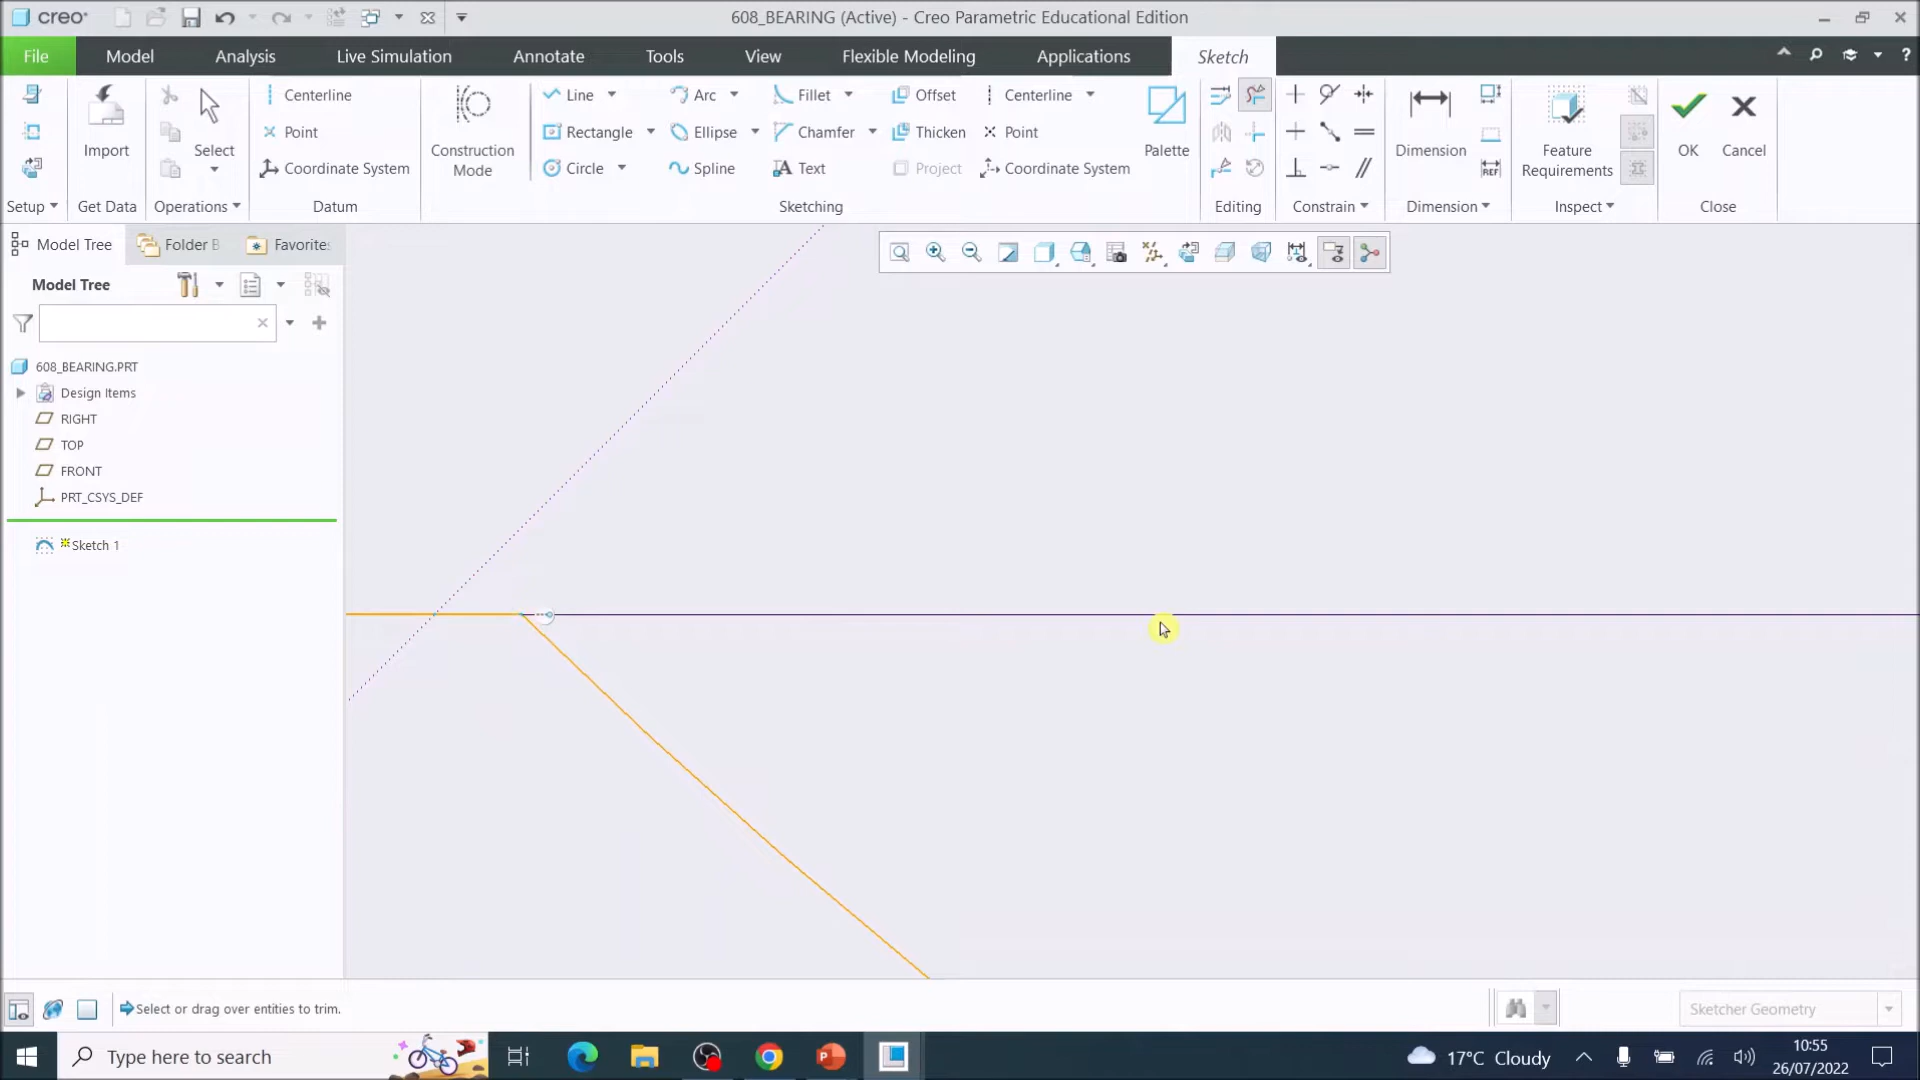 creo
608_BEARING (Active) - Creo Parametric Educational Edition
File Model Analysis Live Simulation Annotate Tools View Flexible Modeling Applications Sketch
Import
Select
Centerline
Point
Coordinate System
Construction Mode
Line Arc Fillet Offset Centerline
Rectangle Ellipse Chamfer Thicken Point
Circle Spline Text Project Coordinate System
Palette
Dimension
REF
Feature Requirements
OK Cancel
Setup Get Data Operations Datum Sketching Editing Constrain Dimension Inspect Close
Model Tree Folder B Favorites
Model Tree
608_BEARING.PRT
Design Items
RIGHT
TOP
FRONT
PRT_CSYS_DEF
Sketch 1
Select or drag over entities to trim.
Sketcher Geometry
Type here to search
17°C Cloudy
10:55
26/07/2022